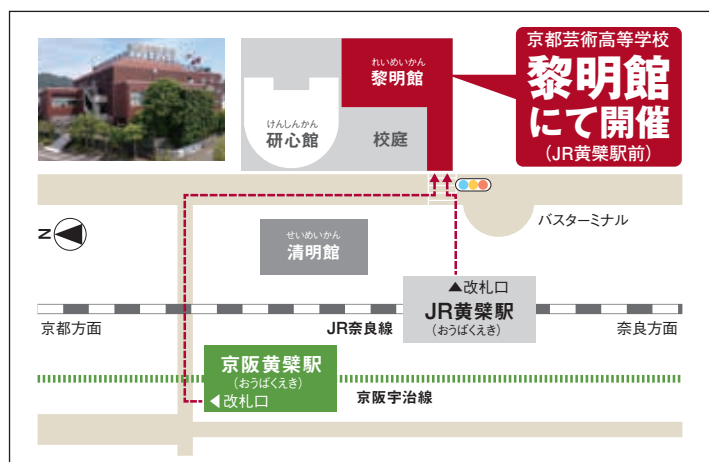 京都芸術高等学校
黎明館
にて開催
(JR黄檗駅前)
れいめいかん
黎明館
けんしんかん
研心館
校庭
バスターミナル
N
せいめいかん
清明館
▲改札口
JR黄檗駅
(おうばくえき)
京都方面
JR奈良線
奈良方面
京阪黄檗駅
(おうばくえき)
◀改札口
京阪宇治線